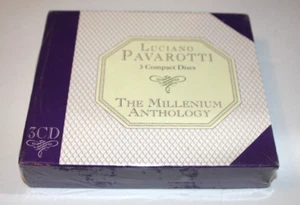 LUCIANO
PAVAROTTI
3 Compact Discs
THE MILLENIUM
ANTHOLOGY
3CD